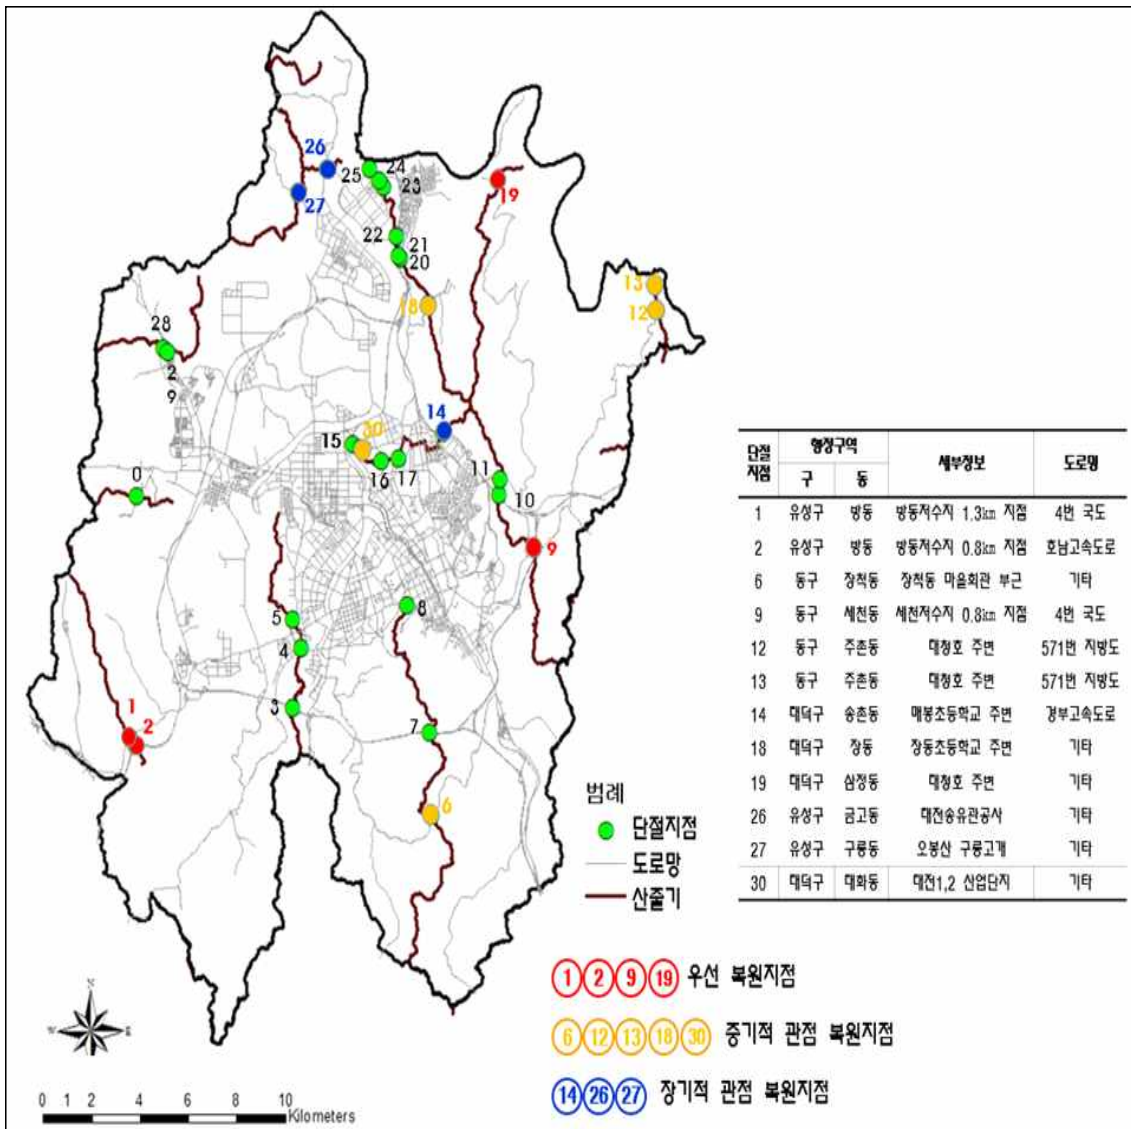 26
25
24
23
19
27
22
21
20
13
12
18
28
2
9
14
15
30
16
17
11
10
0
9
8
5
4
3
1
2
7
6
단절
지점
행정구역
세부정보
도로망
구
동
1 유성구 방동 방동저수지 1.3㎞ 지점 4번 국도
2 유성구 방동 방동저수지 0.8㎞ 지점 호남고속도로
6 동구 장척동 장척동 마을회관 부근 기타
9 동구 세천동 세천저수지 0.8㎞ 지점 4번 국도
12 동구 주촌동 대청호 주변 571번 지방도
13 동구 주촌동 대청호 주변 571번 지방도
14 대덕구 송촌동 매봉초등학교 주변 경부고속도로
18 대덕구 장동 장동초등학교 주변 기타
19 대덕구 삼정동 대청호 주변 기타
26 유성구 금고동 대전송유관공사 기타
27 유성구 구룡동 오봉산 구룡고개 기타
30 대덕구 대화동 대전1,2 산업단지 기타
범례
단절지점
도로망
산줄기
1 2 9 19 우선 복원지점
6 12 13 18 30 중기적 관점 복원지점
14 26 27 장기적 관점 복원지점
N
W E
S
0 1 2 4 6 8 10
Kilometers